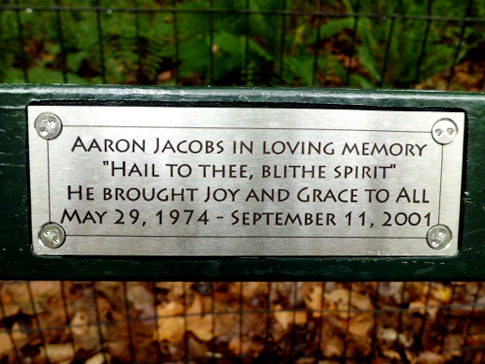 Aaron Jacobs in loving memory
"Hail to thee, blithe spirit"
He brought Joy and Grace to All
May 29, 1974 - September 11, 2001